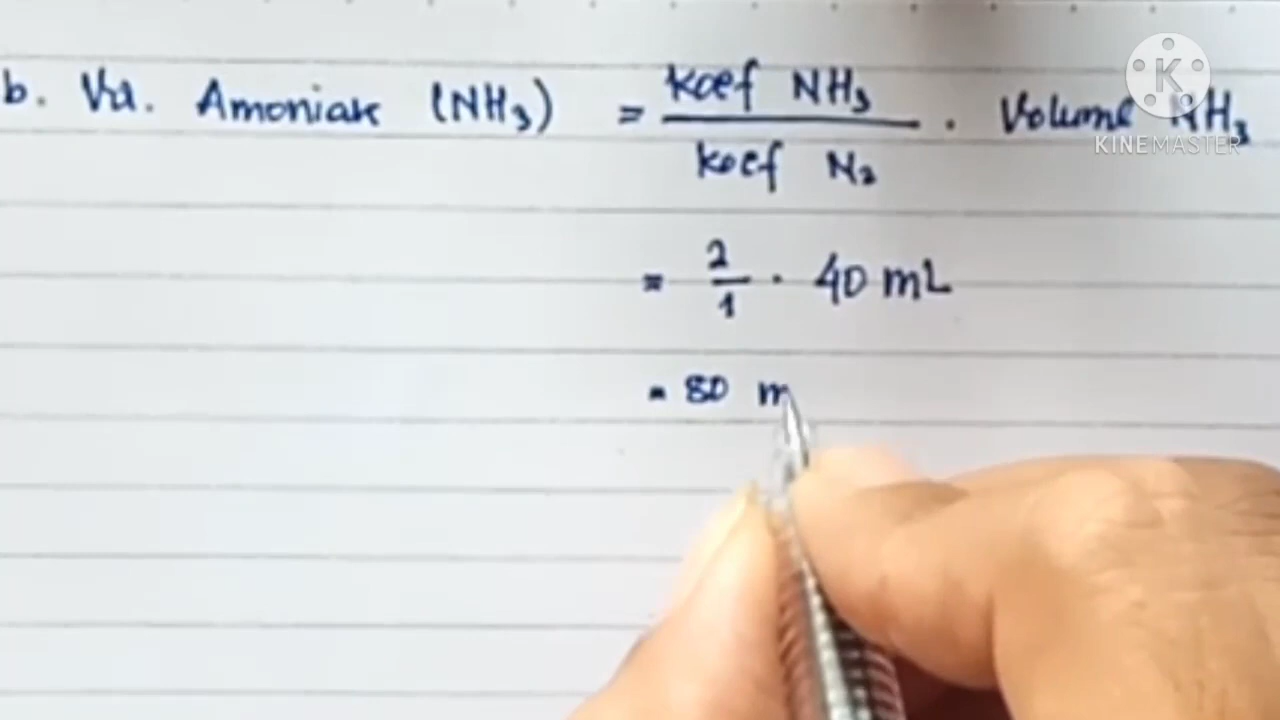 b. Vol. Amoniak (NH₃) = koef NH₃ / koef N₂ . Volume NH₃
= 2/1 . 40 mL
= 80 m
K
KINEMASTER